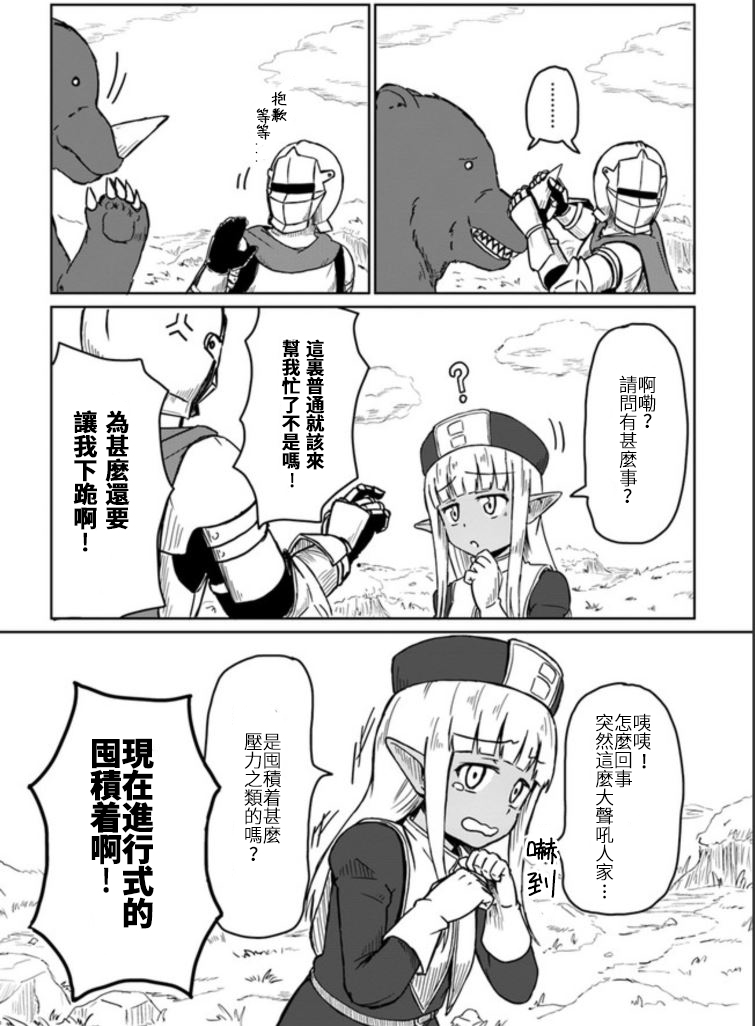 ………
抱歉
等等...
啊嘞？
請問有甚麼事？
？
這裏普通就該來
幫我忙了不是嗎！
為甚麼還要
讓我下跪啊！
咦咦！
怎麼回事
突然這麼大聲吼人家…
嚇到
是囤積着甚麼
壓力之類的嗎？
現在進行式的
囤積着啊！